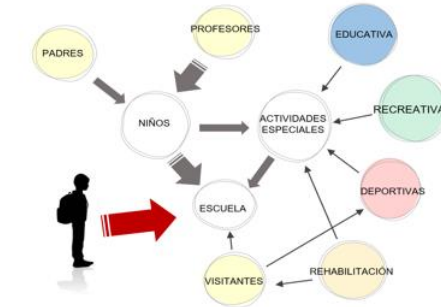 PROFESORES
EDUCATIVA
PADRES
RECREATIVA
NIÑOS
ACTIVIDADES
ESPECIALES
DEPORTIVAS
ESCUELA
REHABILITACIÓN
VISITANTES